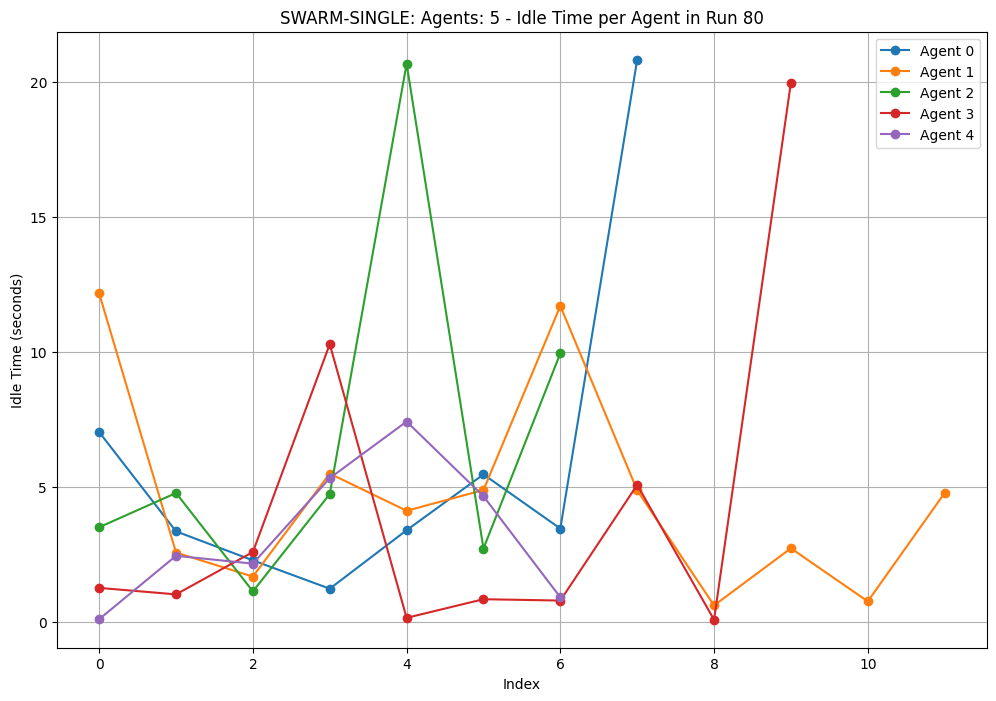 SWARM-SINGLE: Agents: 5 - Idle Time per Agent in Run 80
Agent 0
Agent 1
Agent 2
Agent 3
Agent 4
Idle Time (seconds)
20
15
10
5
0
0 2 4 6 8 10
Index